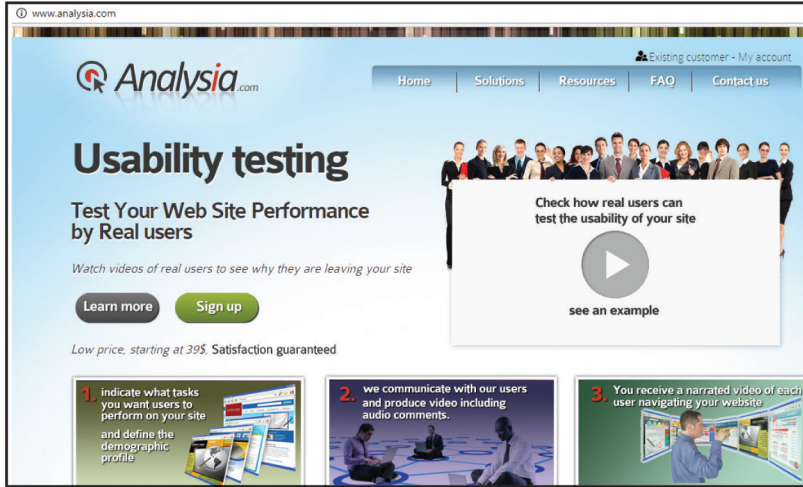 www.analysia.com
Existing customer - My account
Analysia.com
Home Solutions Resources FAQ Contact us
Usability testing
Test Your Web Site Performance
by Real users
Watch videos of real users to see why they are leaving your site
Learn more Sign up
Low price, starting at 39$, Satisfaction guaranteed
Check how real users can
test the usability of your site
see an example
1. indicate what tasks
you want users to
perform on your site
and define the
demographic
profile
2. we communicate with our users
and produce video including
audio comments.
3. You receive a narrated video of each
user navigating your website